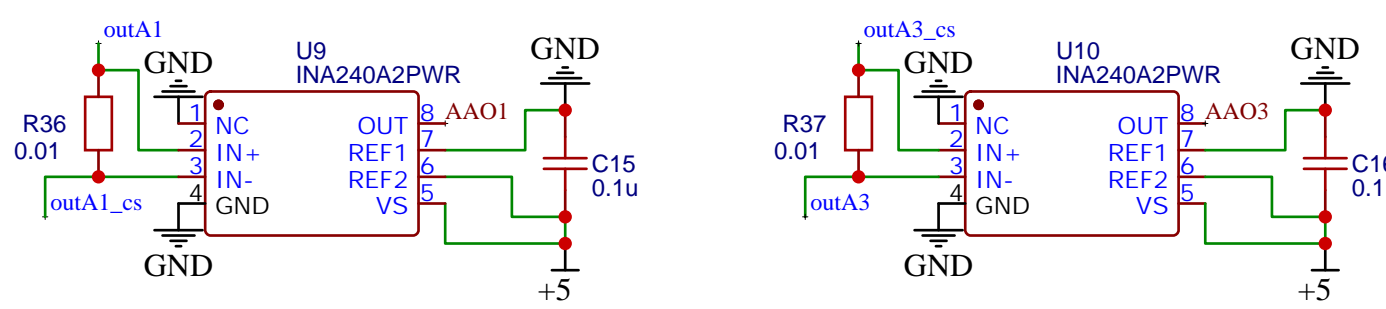 outA1
GND
U9
INA240A2PWR
GND
R36
0.01
1
2
3
4
NC
IN+
IN-
GND
OUT
REF1
REF2
VS
8
7
6
5
AAO1
C15
0.1u
outA1_cs
GND
+5
outA3_cs
GND
U10
INA240A2PWR
GND
R37
0.01
1
2
3
4
NC
IN+
IN-
GND
OUT
REF1
REF2
VS
8
7
6
5
AAO3
C16
0.1
outA3
GND
+5